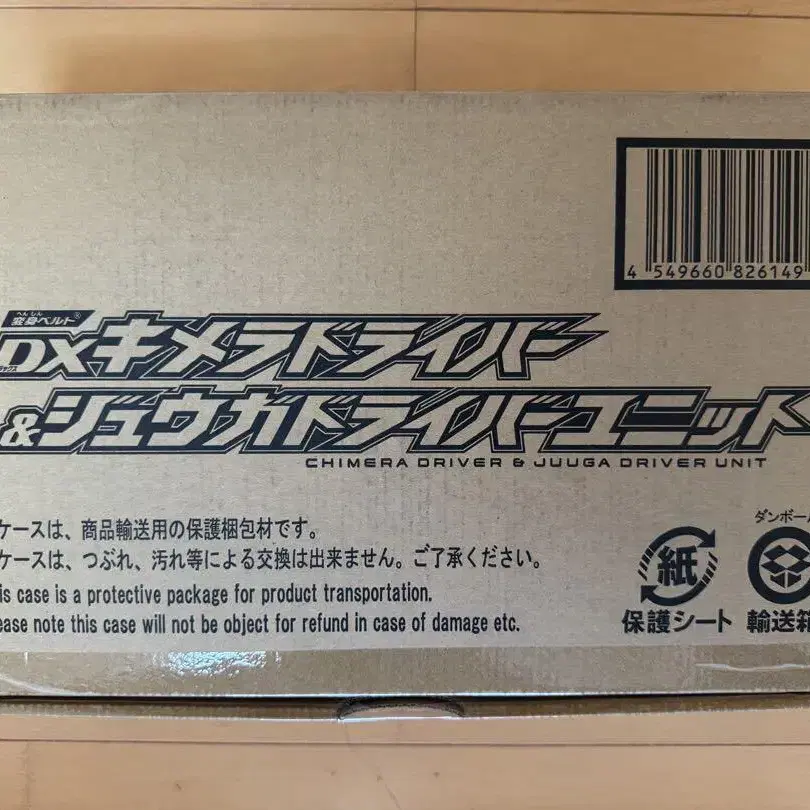 4 549660 826149
へんしん
変身ベルト®
DXキメラドライバー
&ジュウガドライバーユニット
CHIMERA DRIVER & JUUGA DRIVER UNIT
ケースは、商品輸送用の保護梱包材です。
ケースは、つぶれ、汚れ等による交換は出来ません。ご了承ください。
is case is a protective package for product transportation.
ease note this case will not be object for refund in case of damage etc.
紙
保護シート
ダンボール
輸送箱